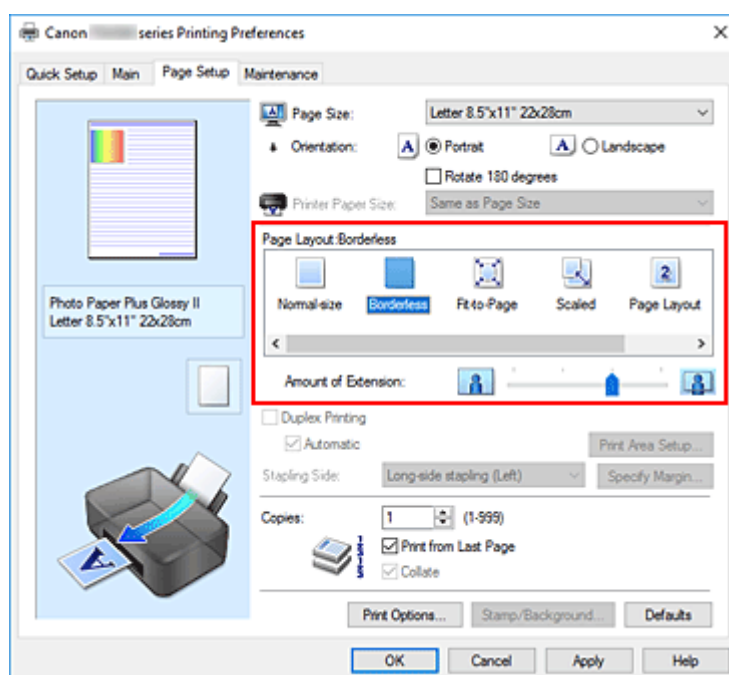 Canon series Printing Preferences
Quick Setup Main Page Setup Maintenance
Page Size: Letter 8.5"x11" 22x28cm
Orientation: A Portrait A Landscape
Rotate 180 degrees
Printer Paper Size: Same as Page Size
Page Layout:Borderless
Normal-size Borderless Fit-to-Page Scaled Page Layout
Photo Paper Plus Glossy II
Letter 8.5"x11" 22x28cm
Amount of Extension:
Duplex Printing
Automatic Print Area Setup...
Stapling Side: Long-side stapling (Left) Specify Margin...
Copies: 1 (1-999)
Print from Last Page
Collate
Print Options... Stamp/Background... Defaults
OK Cancel Apply Help